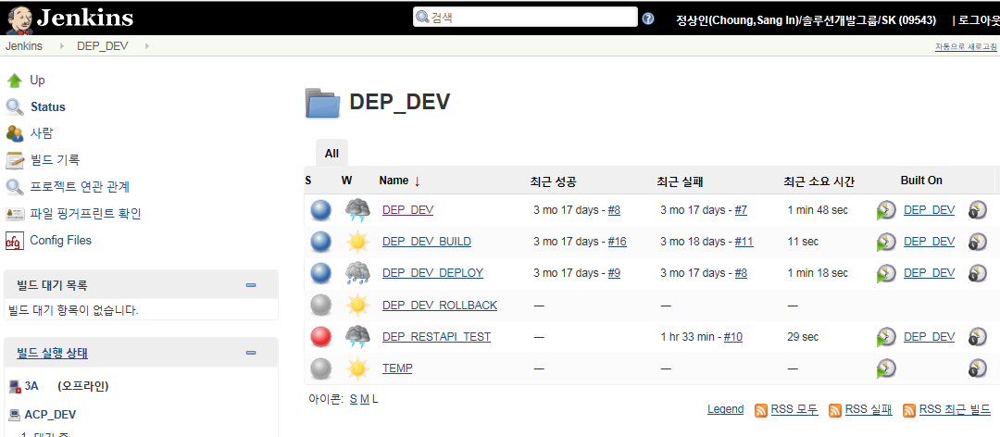 Jenkins 검색 정상인(Choung,Sang In)/솔루션개발그룹/SK (09543) | 로그아웃
Jenkins DEP_DEV 자동으로 새로고침
Up
Status
사람
빌드 기록
프로젝트 연관 관계
파일 핑거프린트 확인
cfg Config Files
빌드 대기 목록
빌드 대기 항목이 없습니다.
빌드 실행 상태
3A (오프라인)
ACP_DEV
1 대기 중
DEP_DEV
All
S W Name ↓ 최근 성공 최근 실패 최근 소요 시간 Built On
DEP_DEV 3 mo 17 days - #8 3 mo 17 days - #7 1 min 48 sec DEP_DEV
DEP_DEV_BUILD 3 mo 17 days - #16 3 mo 18 days - #11 11 sec DEP_DEV
DEP_DEV_DEPLOY 3 mo 17 days - #9 3 mo 17 days - #8 1 min 18 sec DEP_DEV
DEP_DEV_ROLLBACK — — —
DEP_RESTAPI_TEST — 1 hr 33 min - #10 29 sec DEP_DEV
TEMP — — —
아이콘: S M L
Legend RSS 모두 RSS 실패 RSS 최근 빌드